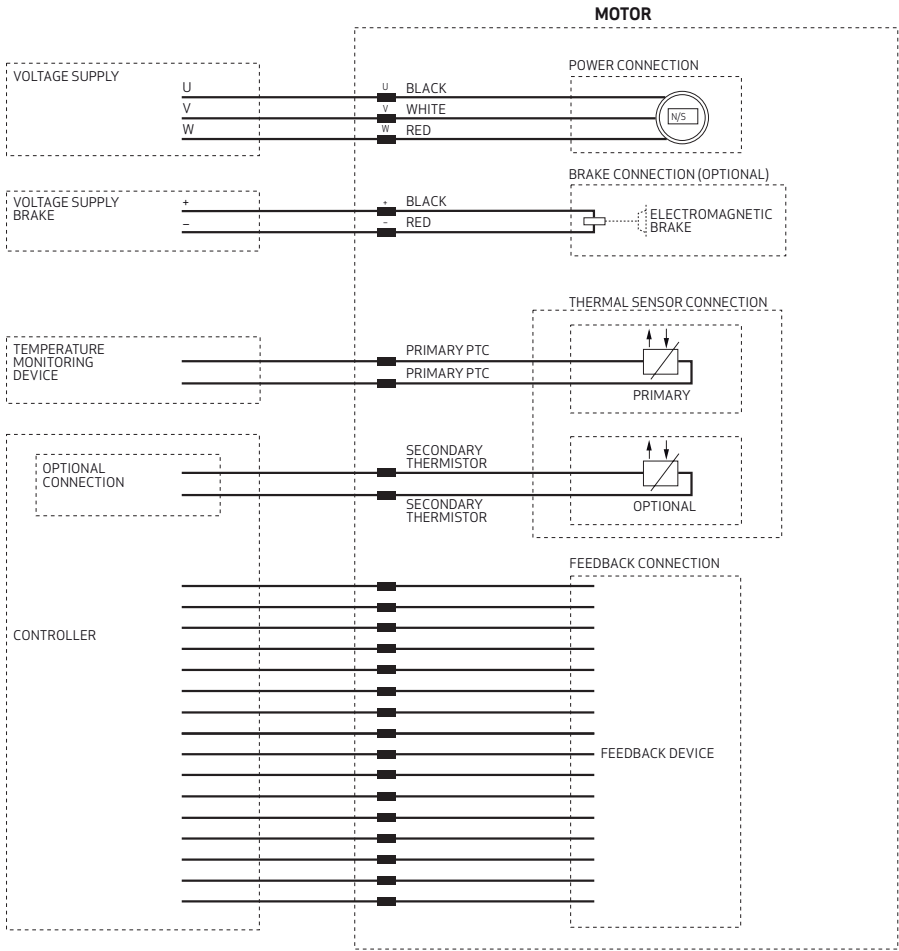 MOTOR
VOLTAGE SUPPLY
U
V
W
U
BLACK
V
WHITE
W
RED
POWER CONNECTION
N/S
VOLTAGE SUPPLY
BRAKE
+
–
+
BLACK
–
RED
BRAKE CONNECTION (OPTIONAL)
ELECTROMAGNETIC
BRAKE
THERMAL SENSOR CONNECTION
TEMPERATURE
MONITORING
DEVICE
PRIMARY PTC
PRIMARY PTC
PRIMARY
OPTIONAL
CONNECTION
SECONDARY
THERMISTOR
SECONDARY
THERMISTOR
OPTIONAL
FEEDBACK CONNECTION
CONTROLLER
FEEDBACK DEVICE